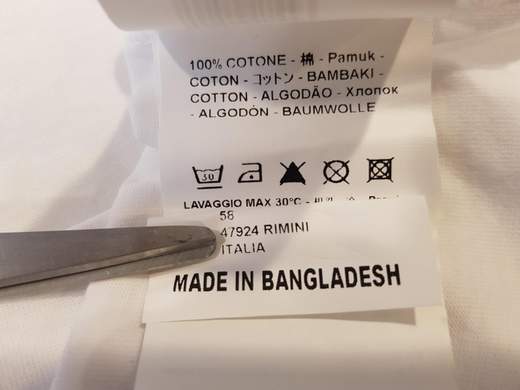 100% COTONE - 棉 - Pamuk -
COTON - コットン - BAMBAKI -
COTTON - ALGODÃO - Хлопок
- ALGODÓN - BAUMWOLLE
30
LAVAGGIO MAX 30°C -
58
47924 RIMINI
ITALIA
MADE IN BANGLADESH